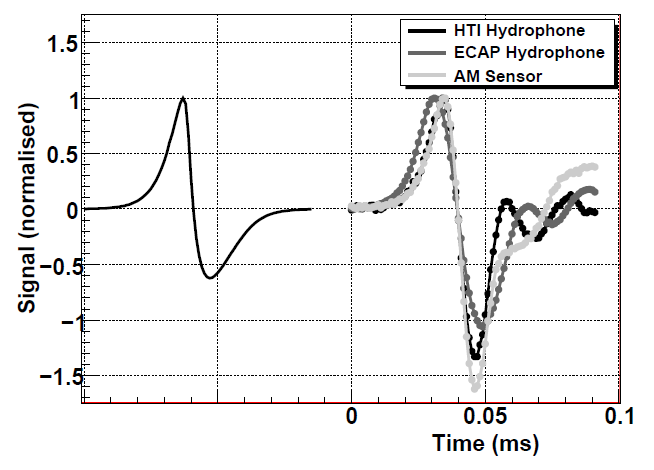 HTI Hydrophone
ECAP Hydrophone
AM Sensor
Signal (normalised)
1.5
1
0.5
0
−0.5
−1
−1.5
0
0.05
0.1
Time (ms)